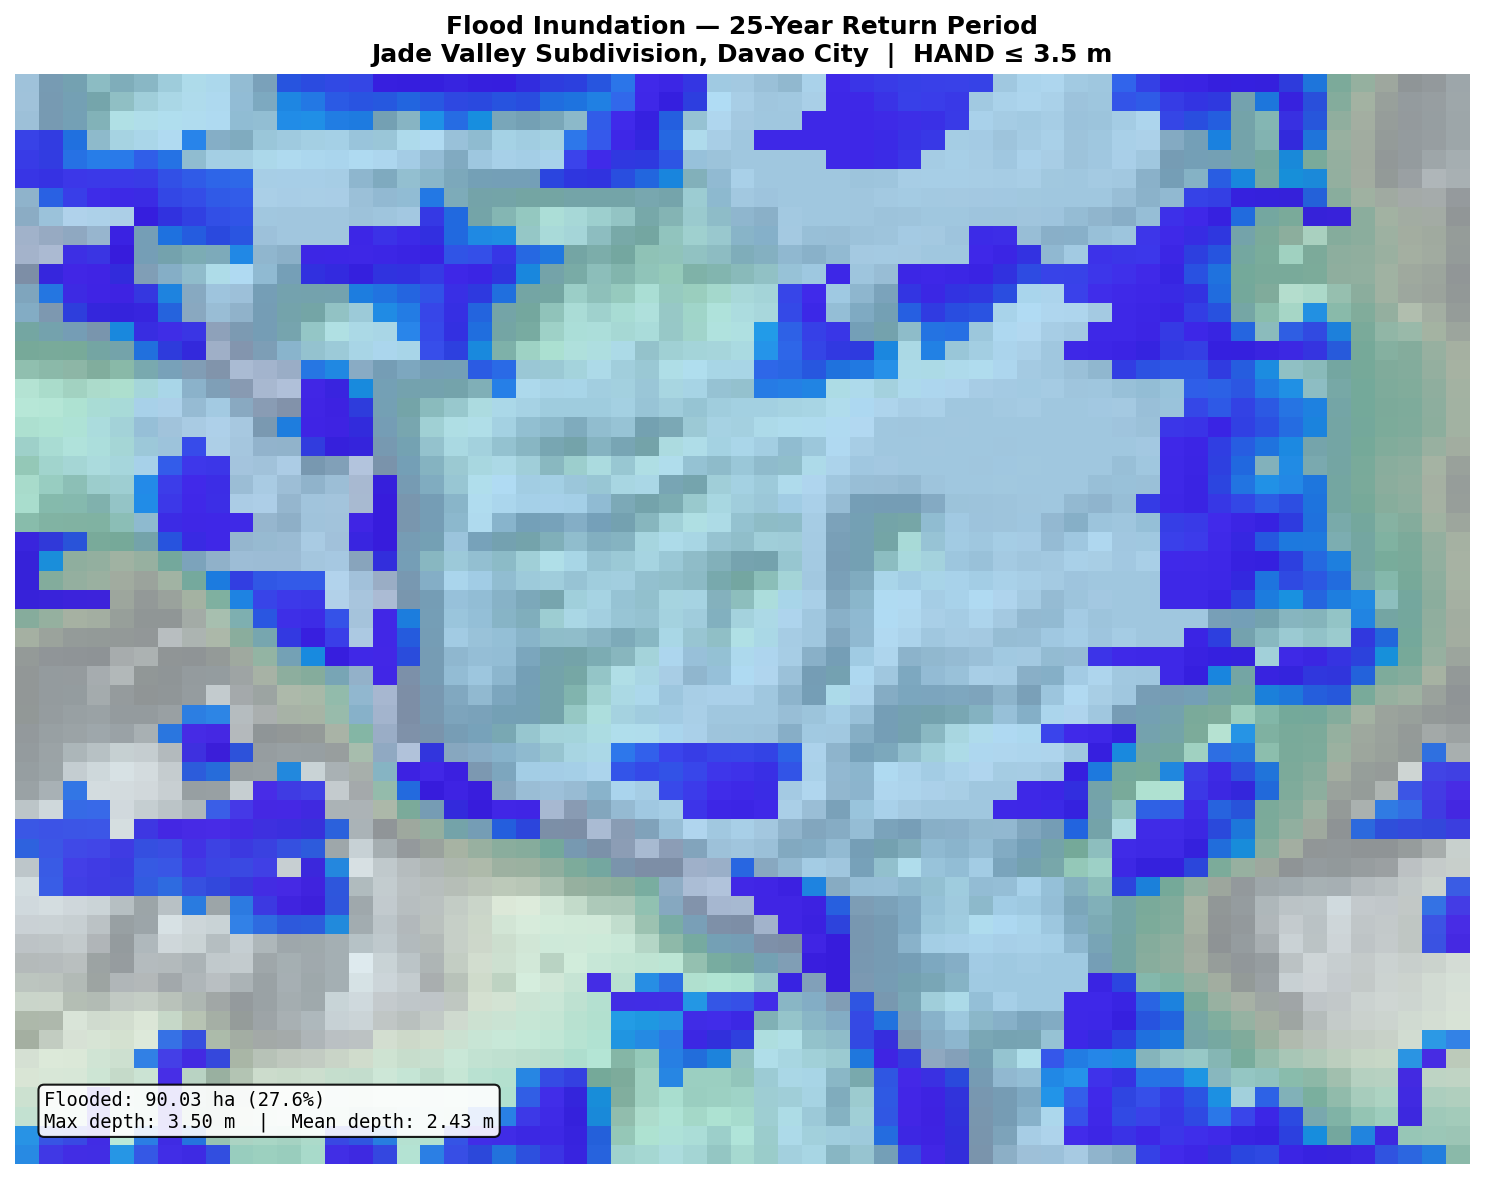 Flood Inundation — 25-Year Return Period
Jade Valley Subdivision, Davao City | HAND ≤ 3.5 m
Flooded: 90.03 ha (27.6%)
Max depth: 3.50 m | Mean depth: 2.43 m